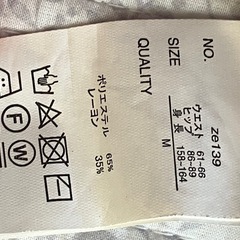 NO. ze139
SIZE
ウエスト 61-66
ヒップ 86-89
身長 158-164
M
QUALITY
ポリエステル 65%
レーヨン 35%
F
W